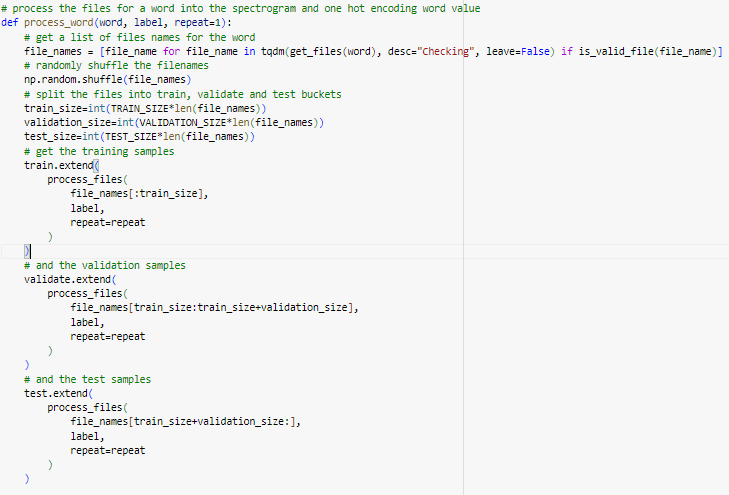 # process the files for a word into the spectrogram and one hot encoding word value
def process_word(word, label, repeat=1):
    # get a list of files names for the word
    file_names = [file_name for file_name in tqdm(get_files(word), desc="Checking", leave=False) if is_valid_file(file_name)]
    # randomly shuffle the filenames
    np.random.shuffle(file_names)
    # split the files into train, validate and test buckets
    train_size=int(TRAIN_SIZE*len(file_names))
    validation_size=int(VALIDATION_SIZE*len(file_names))
    test_size=int(TEST_SIZE*len(file_names))
    # get the training samples
    train.extend(
        process_files(
            file_names[:train_size],
            label,
            repeat=repeat
        )
    )
    # and the validation samples
    validate.extend(
        process_files(
            file_names[train_size:train_size+validation_size],
            label,
            repeat=repeat
        )
    )
    # and the test samples
    test.extend(
        process_files(
            file_names[train_size+validation_size:],
            label,
            repeat=repeat
        )
    )